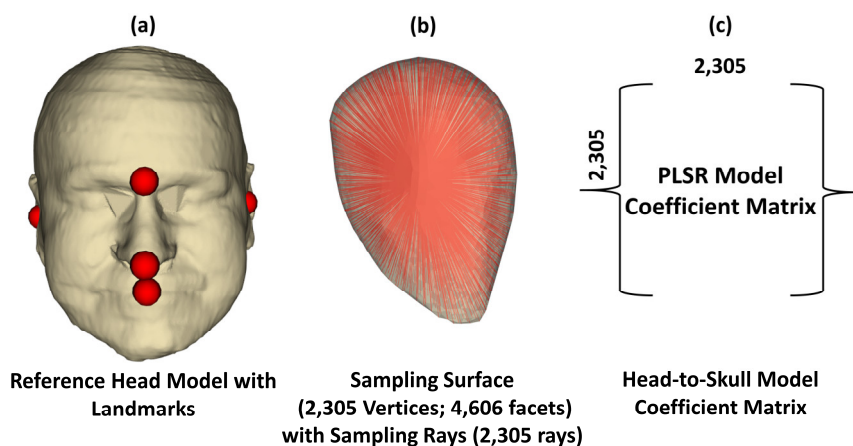 (a)
(b)
(c)
2,305
2,305
PLSR Model
Coefficient Matrix
Reference Head Model with
Landmarks
Sampling Surface
(2,305 Vertices; 4,606 facets)
with Sampling Rays (2,305 rays)
Head-to-Skull Model
Coefficient Matrix